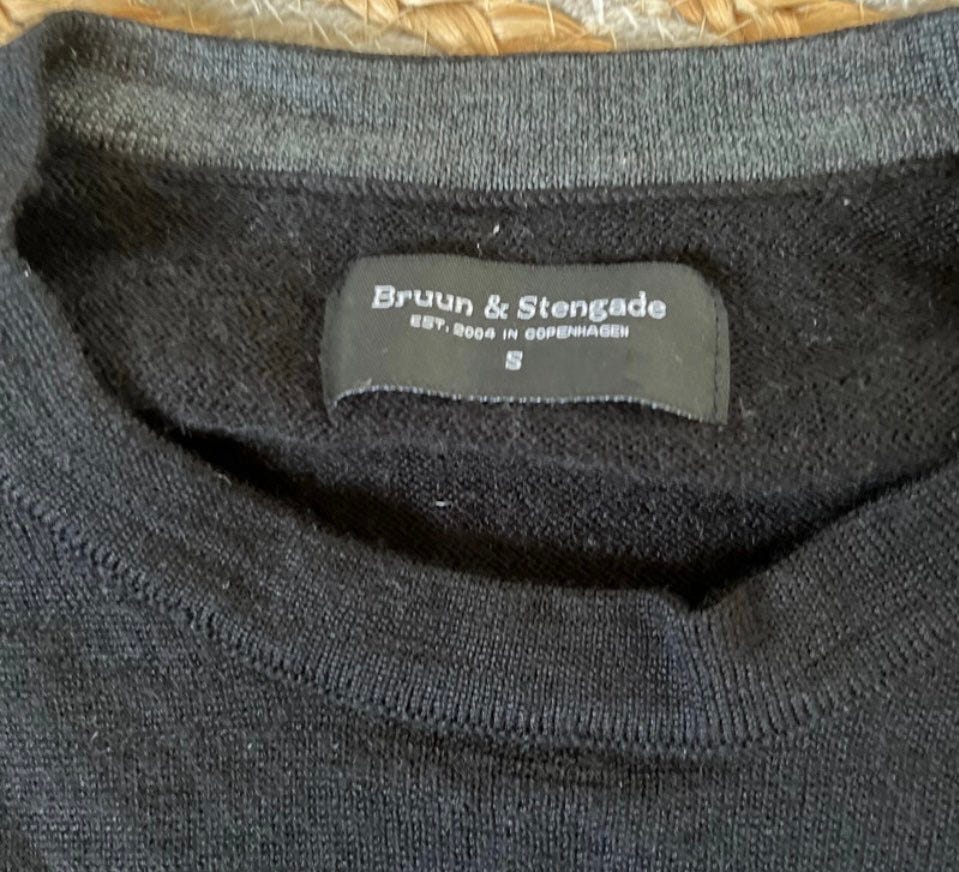 Bruun & Stengade
EST. 2004 IN COPENHAGEN
S